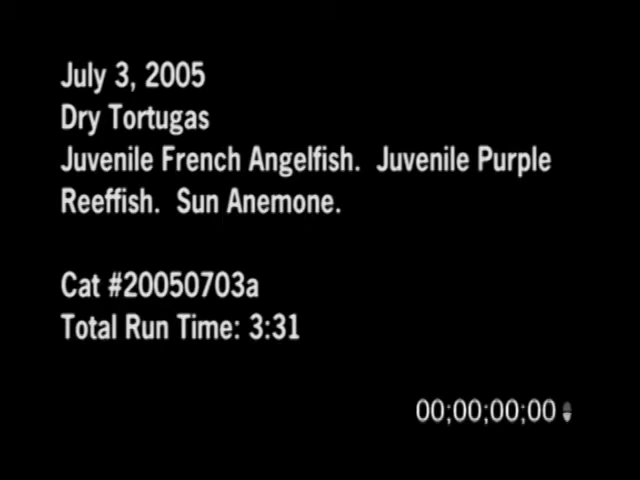 July 3, 2005
Dry Tortugas
Juvenile French Angelfish.  Juvenile Purple
Reeffish.  Sun Anemone.
Cat #20050703a
Total Run Time: 3:31
00;00;00;00